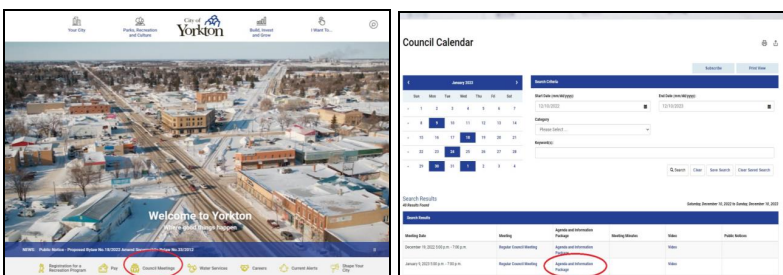 Your City
Parks, Recreation
and Culture
City of
Yorkton
Build, Invest
and Grow
I Want To...
Welcome to Yorkton
Where good things happen
NEWS: Public Notice - Proposed Bylaw No.
Registration for a
Recreation Program
Pay
Council Meetings
Water Services
Careers
Current Alerts
Shape Your
City
Council Calendar
Subscribe
Print View
January 2023
Search Criteria
Sun Mon Tue Wed Thu Fri Sat
1 2 3 4 5 6 7
8 9 10 11 12 13 14
15 16 17 18 19 20 21
22 23 24 25 26 27 28
29 30 31 1 2 3 4
Start Date (mm/dd/yyyy):
12/10/2022
End Date (mm/dd/yyyy):
12/10/2023
Category
Please Select ...
Keyword(s):
Search Clear Save Search Clear Saved Search
Search Results
Results Found
Saturday, December 10, 2022 to Sunday, December 10, 2023
Search Results
Meeting Date
Meeting
Agenda and Information
Package
Meeting Minutes
Video
Public Notices
December 19, 2022 5:00 p.m. - 7:00 p.m.
Regular Council Meeting
Agenda and Information
Package
Video
January 9, 2023 5:00 p.m. - 7:00 p.m.
Regular Council Meeting
Agenda and Information
Package
Video